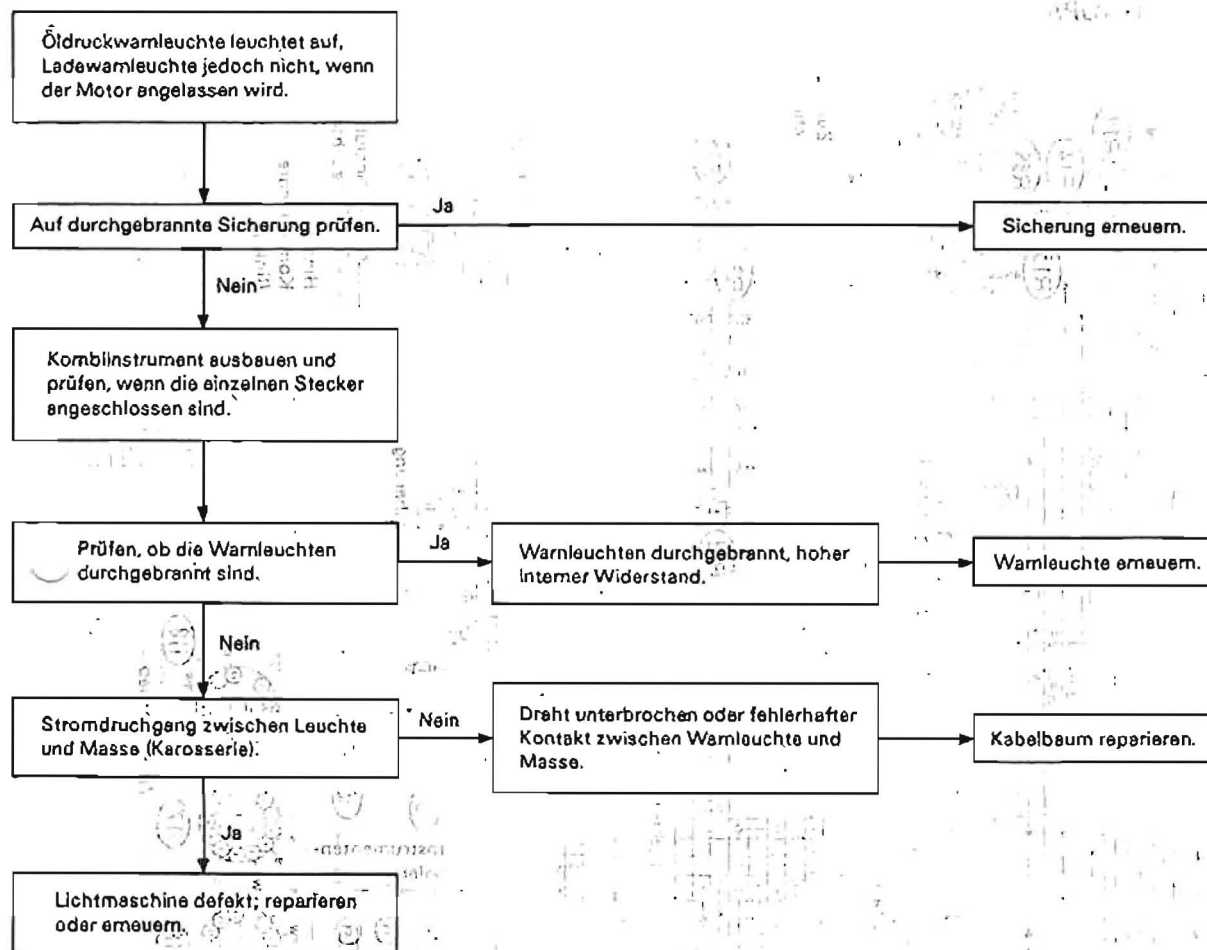 Öldruckwarnleuchte leuchtet auf,
Ladewarnleuchte jedoch nicht, wenn
der Motor angelassen wird.
Auf durchgebrannte Sicherung prüfen.
Ja
Sicherung erneuern.
Nein
Kombiinstrument ausbauen und
prüfen, wenn die einzelnen Stecker
angeschlossen sind.
Prüfen, ob die Warnleuchten
durchgebrannt sind.
Ja
Warnleuchten durchgebrannt, hoher
interner Widerstand.
Warnleuchte erneuern.
Nein
Stromdruchgang zwischen Leuchte
und Masse (Karosserie).
Nein
Draht unterbrochen oder fehlerhafter
Kontakt zwischen Warnleuchte und
Masse.
Kabelbaum reparieren.
Ja
Lichtmaschine defekt; reparieren
oder erneuern.